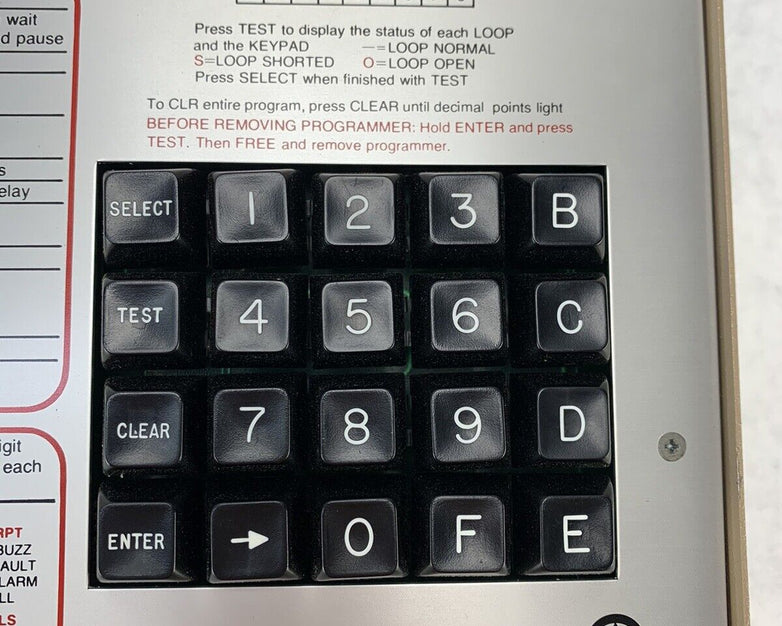 wait
d pause
s
elay
igit
each
RPT
BUZZ
AULT
LARM
LL
LS
Press TEST to display the status of each LOOP
and the KEYPAD —=LOOP NORMAL
S=LOOP SHORTED O=LOOP OPEN
Press SELECT when finished with TEST
To CLR entire program, press CLEAR until decimal points light
BEFORE REMOVING PROGRAMMER: Hold ENTER and press
TEST. Then FREE and remove programmer.
SELECT 1 2 3 B
TEST 4 5 6 C
CLEAR 7 8 9 D
ENTER → 0 F E